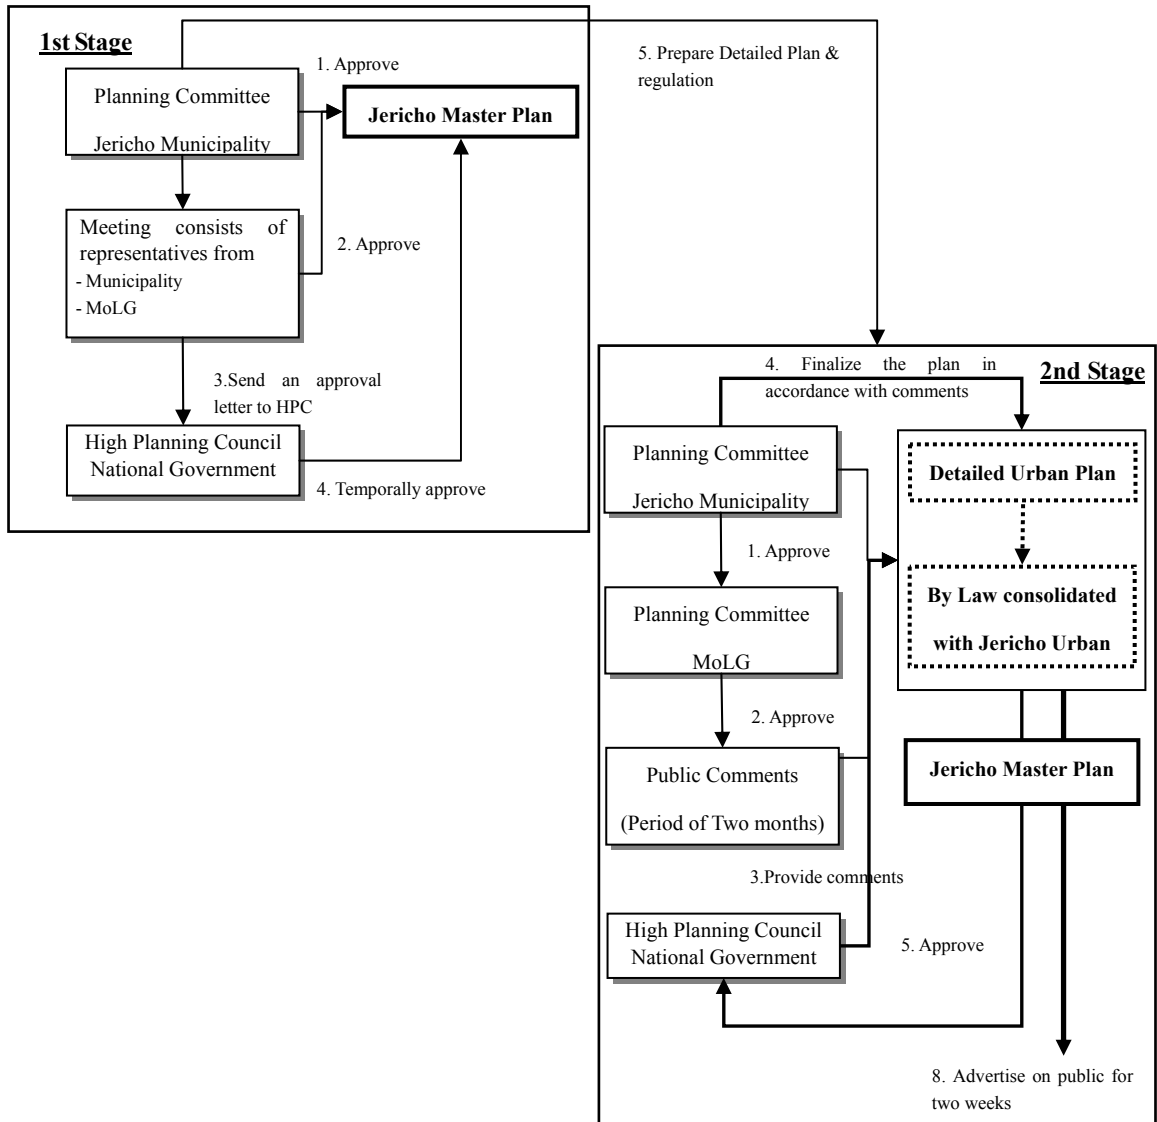 1st Stage
1. Approve
Planning Committee
Jericho Municipality
Jericho Master Plan
Meeting consists of
representatives from
- Municipality
- MoLG
2. Approve
3.Send an approval
letter to HPC
High Planning Council
National Government
4. Temporally approve
5. Prepare Detailed Plan &
regulation
2nd Stage
4. Finalize the plan in
accordance with comments
Planning Committee
Jericho Municipality
Detailed Urban Plan
1. Approve
By Law consolidated
with Jericho Urban
Planning Committee
MoLG
2. Approve
Jericho Master Plan
Public Comments
(Period of Two months)
3.Provide comments
High Planning Council
National Government
5. Approve
8. Advertise on public for
two weeks